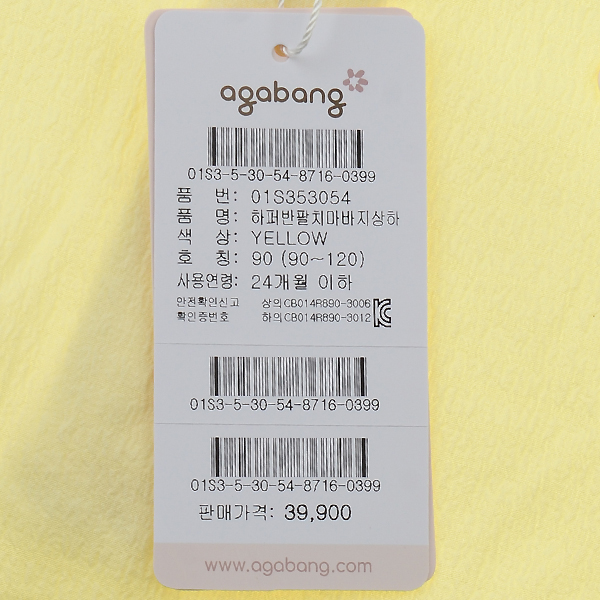 agabang
01S3-5-30-54-8716-0399
품 번: 01S353054
품 명: 하퍼반팔치마바지상하
색 상: YELLOW
호 칭: 90 (90~120)
사용연령: 24개월 이하
안전확인신고 상의CB014R890-3006
확인증번호 하의CB014R890-3012
01S3-5-30-54-8716-0399
01S3-5-30-54-8716-0399
판매가격: 39,900
www.agabang.com